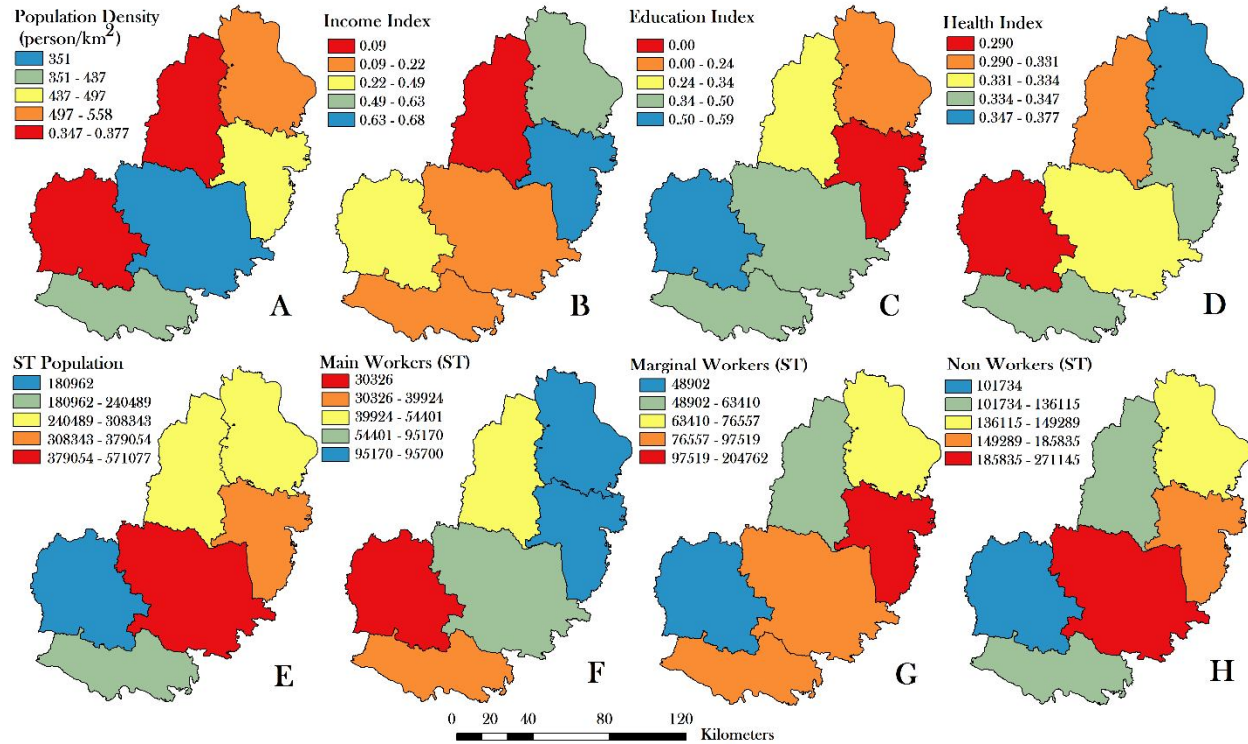 Population Density
(person/km²)
351
351 - 437
437 - 497
497 - 558
0.347 - 0.377
A
Income Index
0.09
0.09 - 0.22
0.22 - 0.49
0.49 - 0.63
0.63 - 0.68
B
Education Index
0.00
0.00 - 0.24
0.24 - 0.34
0.34 - 0.50
0.50 - 0.59
C
Health Index
0.290
0.290 - 0.331
0.331 - 0.334
0.334 - 0.347
0.347 - 0.377
D
ST Population
180962
180962 - 240489
240489 - 308343
308343 - 379054
379054 - 571077
E
Main Workers (ST)
30326
30326 - 39924
39924 - 54401
54401 - 95170
95170 - 95700
F
Marginal Workers (ST)
48902
48902 - 63410
63410 - 76557
76557 - 97519
97519 - 204762
G
Non Workers (ST)
101734
101734 - 136115
136115 - 149289
149289 - 185835
185835 - 271145
H
0 20 40 80 120
Kilometers